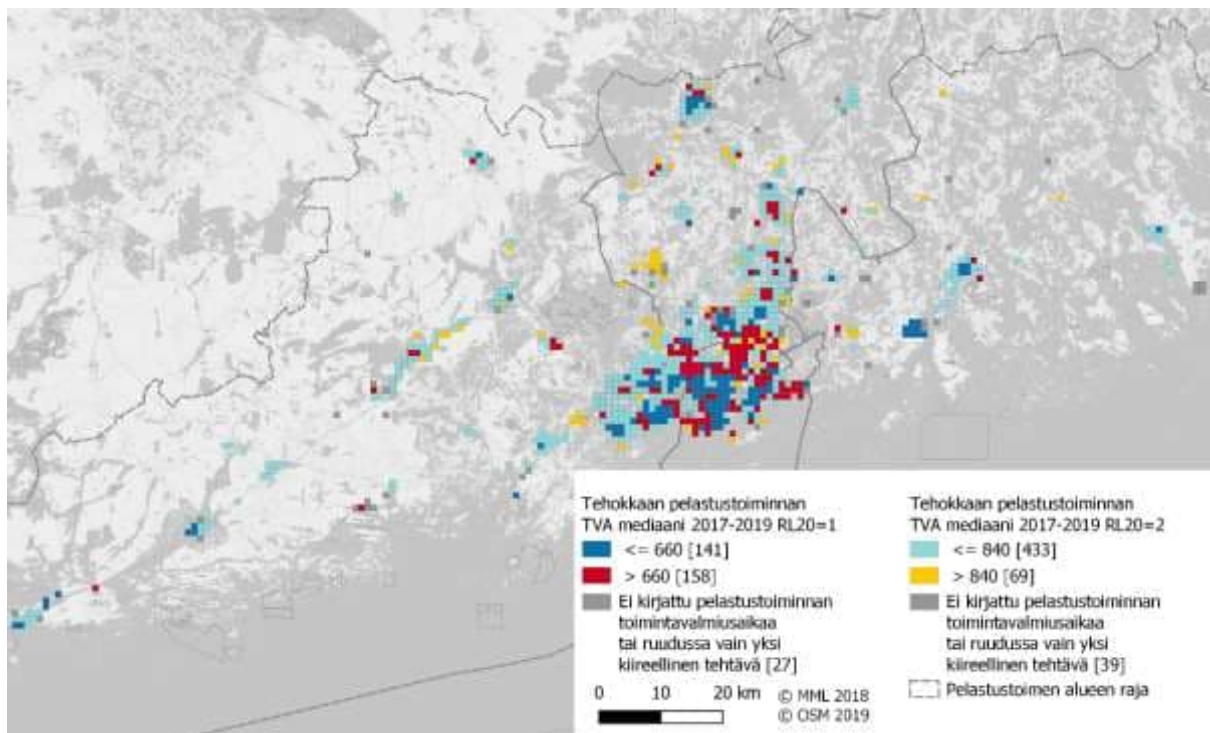 Tehokkaan pelastustoiminnan
TVA mediaani 2017-2019 RL20=1
<= 660 [141]
> 660 [158]
Ei kirjattu pelastustoiminnan
toimintavalmiusaikaa
tai ruudussa vain yksi
kiireellinen tehtävä [27]
0 10 20 km
© MML 2018
© OSM 2019
Tehokkaan pelastustoiminnan
TVA mediaani 2017-2019 RL20=2
<= 840 [433]
> 840 [69]
Ei kirjattu pelastustoiminnan
toimintavalmiusaikaa
tai ruudussa vain yksi
kiireellinen tehtävä [39]
Pelastustoimen alueen raja